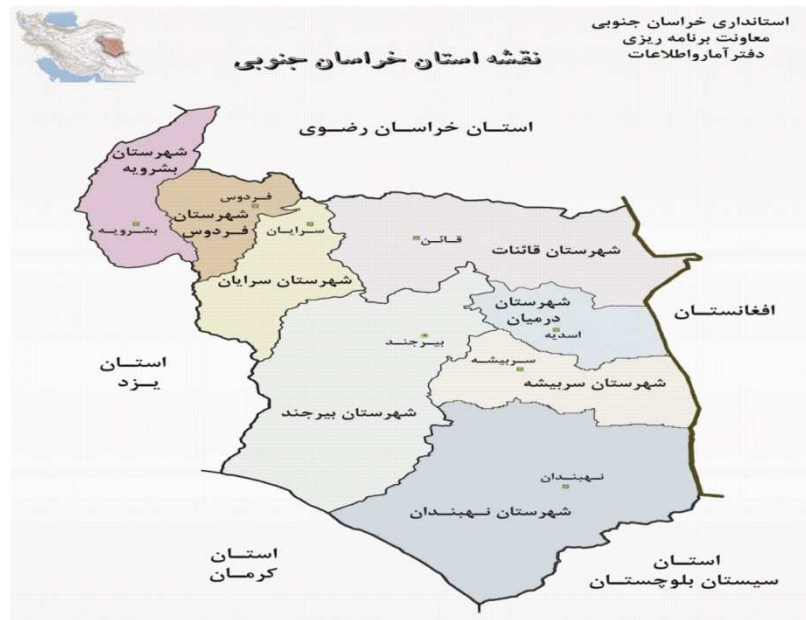 استانداری خراسان جنوبی
معاونت برنامه ریزی
دفترآمارواطلاعات
نقشه استان خراسان جنوبی
استان خراسان رضوی
شهرستان
بشرویه
فردوس
شهرستان
فردوس
بشرویه
سرایان
قائن
شهرستان قائنات
شهرستان سرایان
شهرستان
درمیان
اسدیه
افغانستان
بیرجند
سربیشه
استان
یزد
شهرستان سربیشه
شهرستان بیرجند
نهبندان
شهرستان نهبندان
استان
کرمان
استان
سیستان بلوچستان